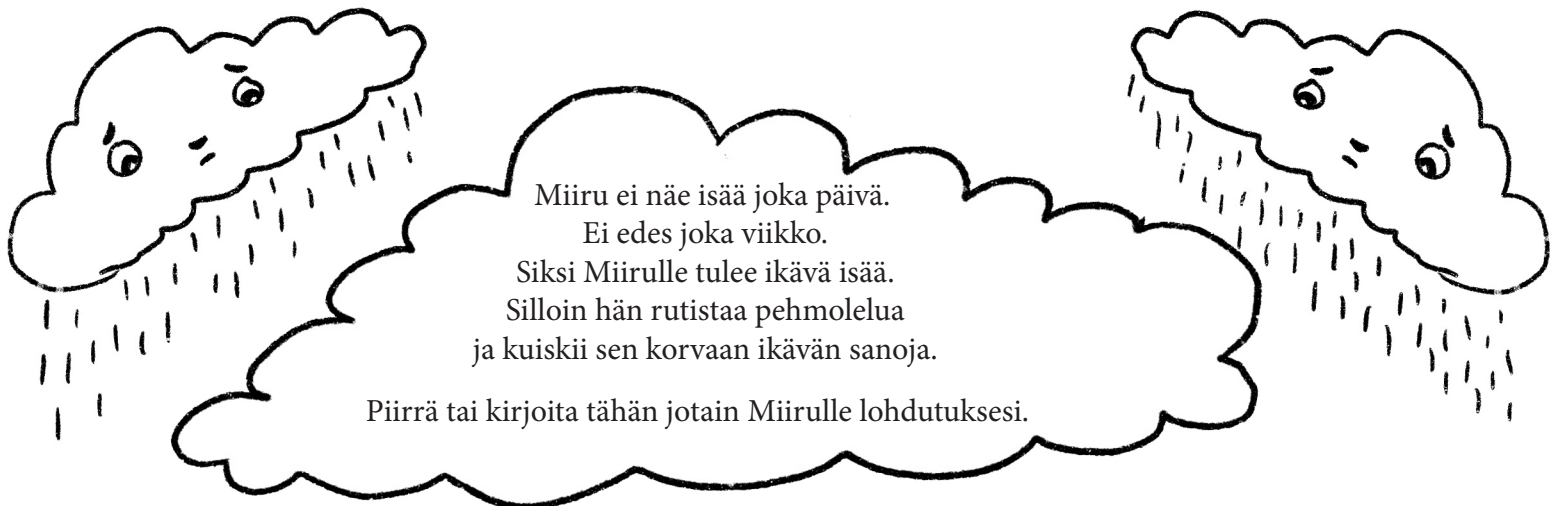 Miiru ei näe isää joka päivä.
Ei edes joka viikko.
Siksi Miirulle tulee ikävä isää.
Silloin hän rutistaa pehmolelua
ja kuiskii sen korvaan ikävän sanoja.
Piirrä tai kirjoita tähän jotain Miirulle lohdutuksesi.